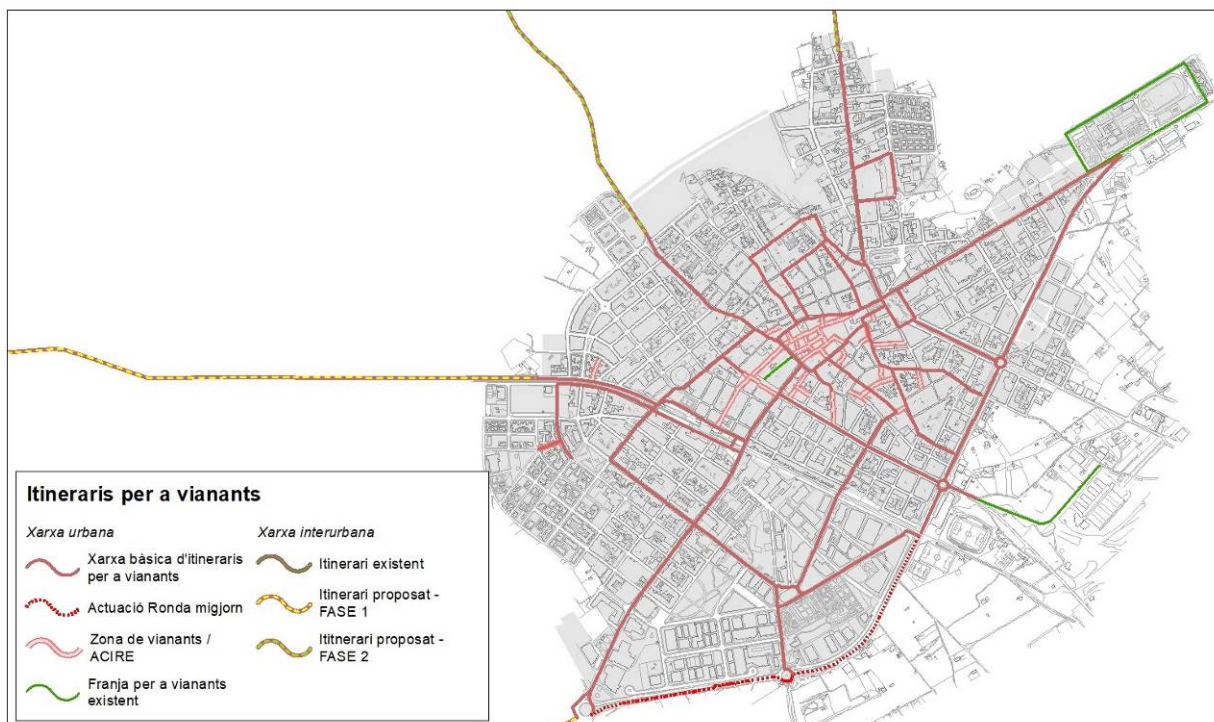 Itineraris per a vianants
Xarxa urbana
Xarxa bàsica d'itineraris
per a vianants
Actuació Ronda migjorn
Zona de vianants /
ACIRE
Franja per a vianants
existent
Xarxa interurbana
Itinerari existent
Itinerari proposat -
FASE 1
Ititnerari proposat -
FASE 2